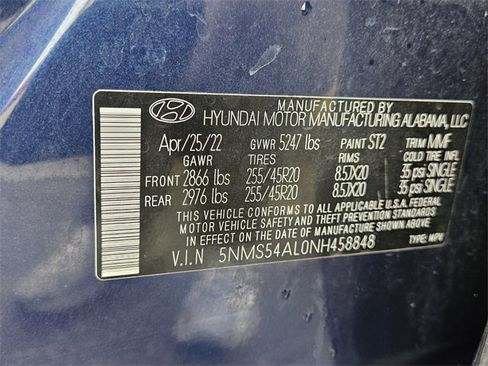 MANUFACTURED BY
HYUNDAI MOTOR MANUFACTURING ALABAMA, LLC
Apr/25/22 GVWR 5247 lbs PAINT ST2 TRIM MMF
GAWR TIRES RIMS COLD TIRE INFL
FRONT 2866 lbs 255/45R20 8.5JX20 35 psi SINGLE
REAR 2976 lbs 255/45R20 8.5JX20 35 psi SINGLE
THIS VEHICLE CONFORMS TO ALL APPLICABLE U.S.A. FEDERAL
MOTOR VEHICLE SAFETY AND THEFT PREVENTION STANDARDS
IN EFFECT ON THE DATE OF MANUFACTURE SHOWN ABOVE.
V.I.N 5NMS54AL0NH458848 TYPE: MPV